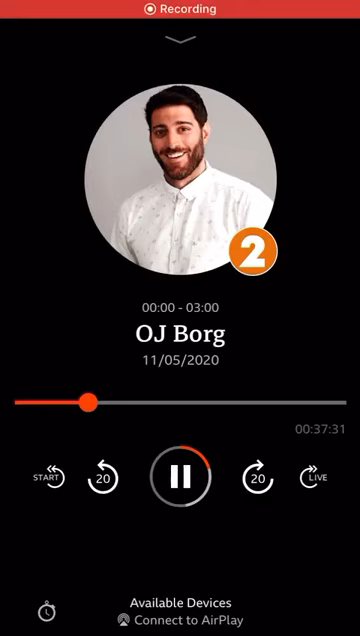 Recording
2
00:00 - 03:00
OJ Borg
11/05/2020
00:37:31
START
20
20
LIVE
Available Devices
Connect to AirPlay